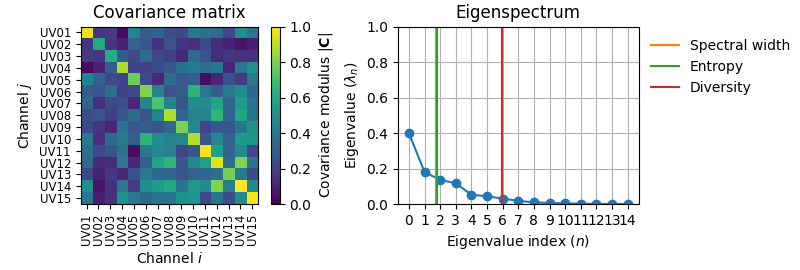 Covariance matrix
UV01
UV02
UV03
UV04
UV05
UV06
UV07
UV08
UV09
UV10
UV11
UV12
UV13
UV14
UV15
Channel j
UV01 UV02 UV03 UV04 UV05 UV06 UV07 UV08 UV09 UV10 UV11 UV12 UV13 UV14 UV15
Channel i
1.0
0.8
0.6
0.4
0.2
0.0
Covariance modulus |C|
Eigenspectrum
1.0
0.8
0.6
0.4
0.2
0.0
Eigenvalue (λn)
0 1 2 3 4 5 6 7 8 9 10 11 12 13 14
Eigenvalue index (n)
Spectral width
Entropy
Diversity